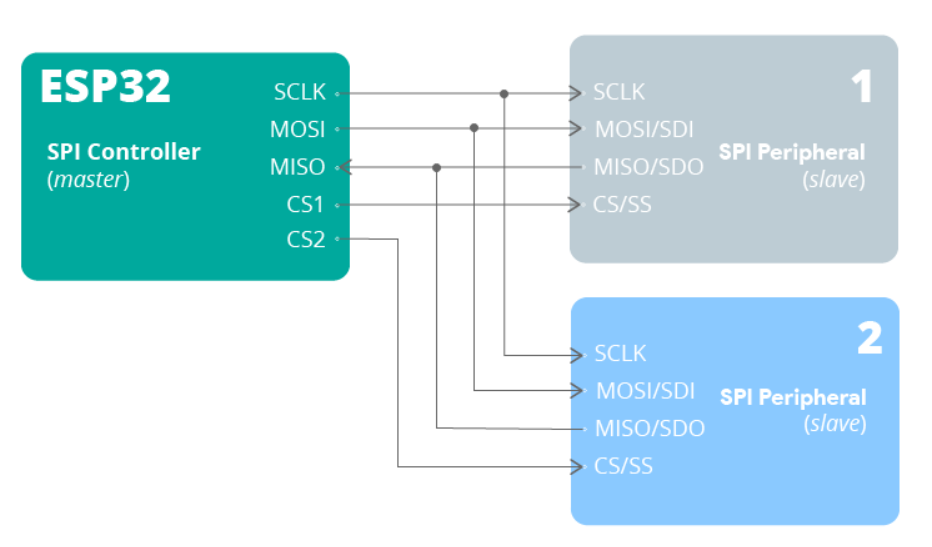 ESP32
SPI Controller
(master)
SCLK
MOSI
MISO
CS1
CS2
1
SCLK
MOSI/SDI
MISO/SDO
CS/SS
SPI Peripheral
(slave)
2
SCLK
MOSI/SDI
MISO/SDO
CS/SS
SPI Peripheral
(slave)